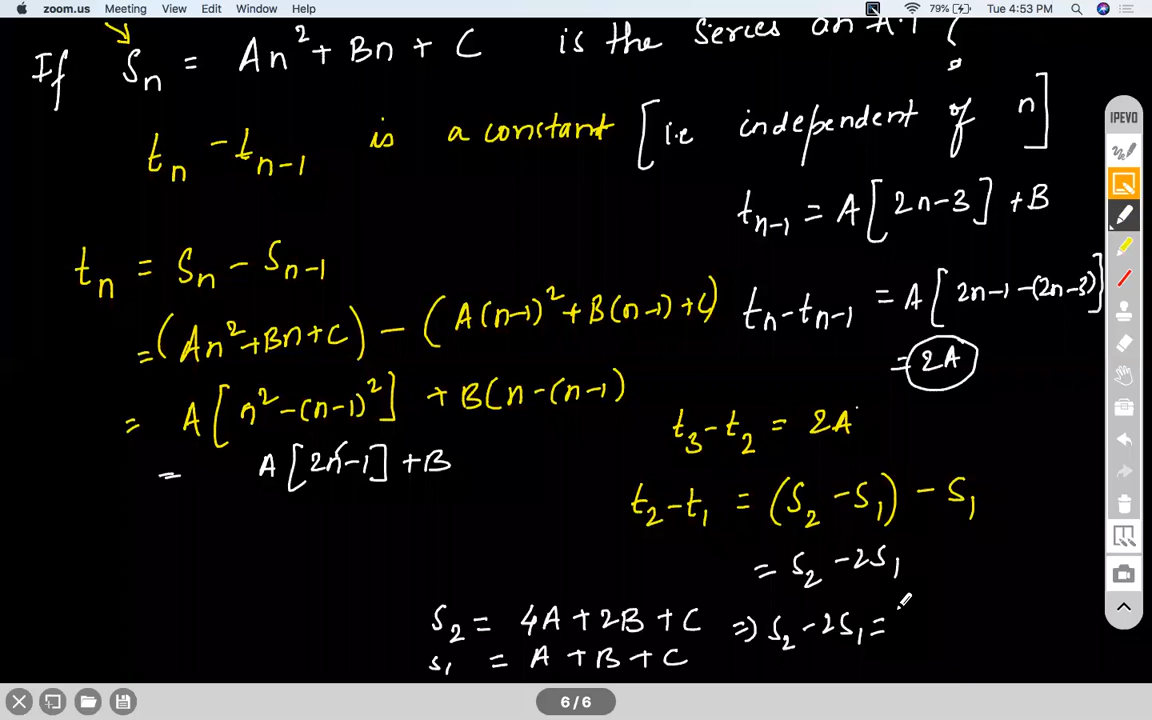 zoom.us Meeting View Edit Window Help 79% Tue 4:53 PM
If Sₙ = An² + Bn + C is the series an A.P ?
tₙ - tₙ₋₁ is a constant [i.e independent of n]
tₙ₋₁ = A[2n-3] + B
tₙ = Sₙ - Sₙ₋₁
= (An² + Bn + C) - (A(n-1)² + B(n-1) + C)
tₙ - tₙ₋₁ = A[2n-1-(2n-3)]
= 2A
= A[n² - (n-1)²] + B(n-(n-1)
= A[2n-1] + B
t₃ - t₂ = 2A
t₂ - t₁ = (S₂ - S₁) - S₁
= S₂ - 2S₁
S₂ = 4A + 2B + C ⇒ S₂ - 2S₁ =
S₁ = A + B + C
IPEVO
6/6